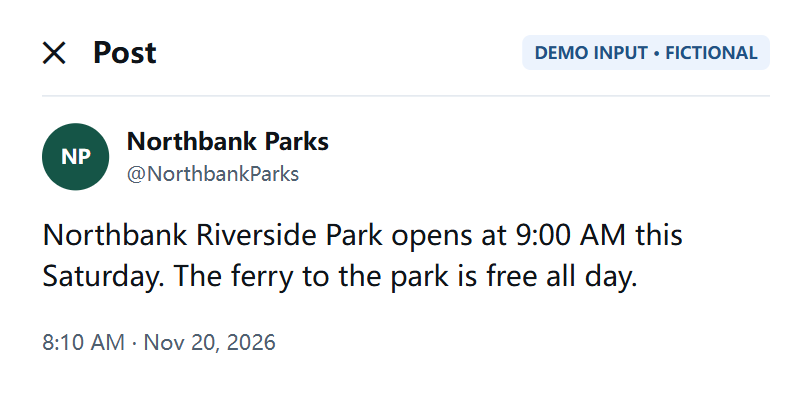 Post
DEMO INPUT • FICTIONAL
NP
Northbank Parks
@NorthbankParks
Northbank Riverside Park opens at 9:00 AM this
Saturday. The ferry to the park is free all day.
8:10 AM · Nov 20, 2026